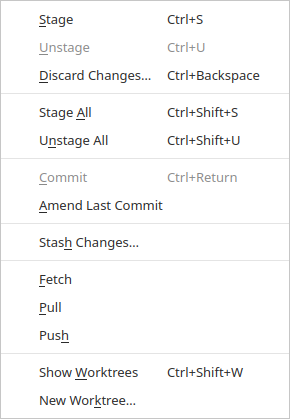 Stage Ctrl+S
Unstage Ctrl+U
Discard Changes... Ctrl+Backspace
Stage All Ctrl+Shift+S
Unstage All Ctrl+Shift+U
Commit Ctrl+Return
Amend Last Commit
Stash Changes...
Fetch
Pull
Push
Show Worktrees Ctrl+Shift+W
New Worktree...